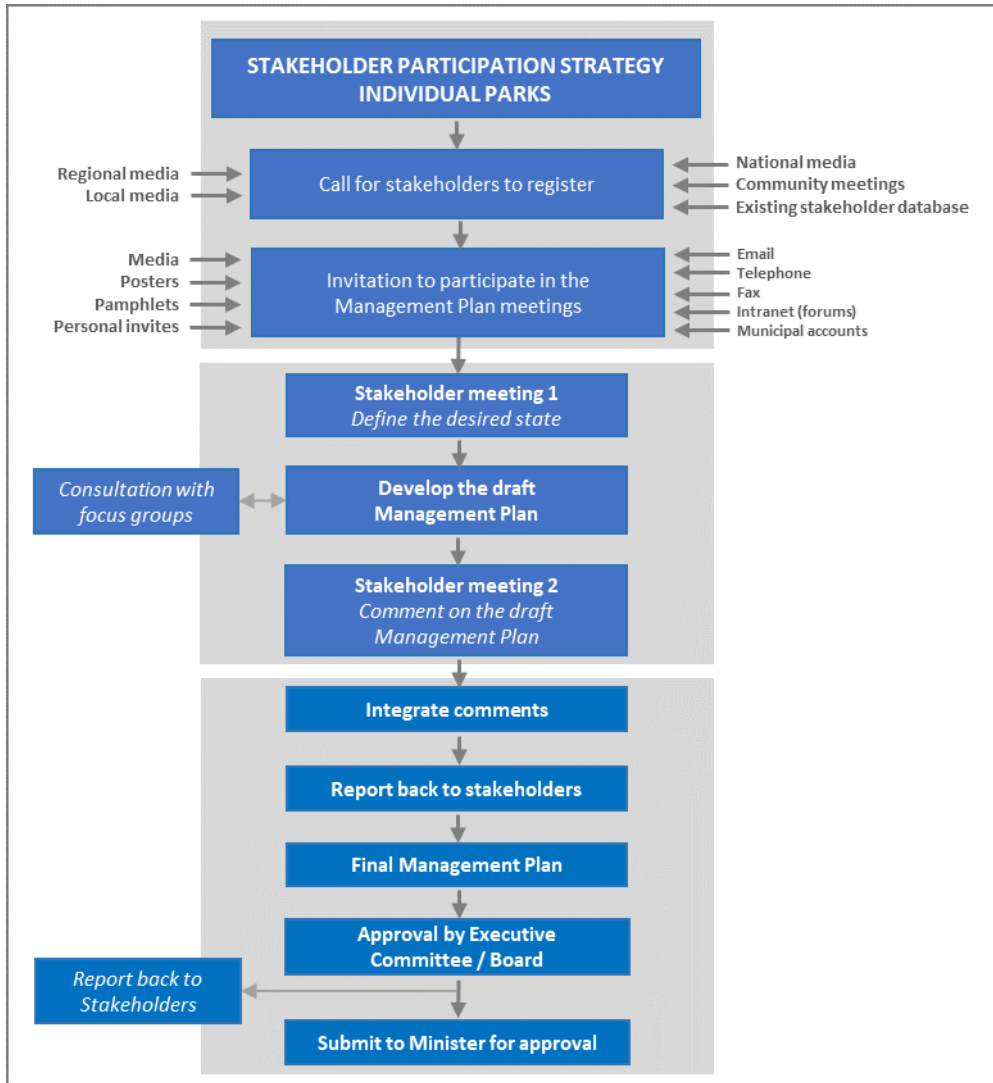 STAKEHOLDER PARTICIPATION STRATEGY
INDIVIDUAL PARKS
Regional media
Local media
Call for stakeholders to register
National media
Community meetings
Existing stakeholder database
Media
Posters
Pamphlets
Personal invites
Invitation to participate in the
Management Plan meetings
Email
Telephone
Fax
Intranet (forums)
Municipal accounts
Stakeholder meeting 1
Define the desired state
Consultation with
focus groups
Develop the draft
Management Plan
Stakeholder meeting 2
Comment on the draft
Management Plan
Integrate comments
Report back to stakeholders
Final Management Plan
Approval by Executive
Committee / Board
Report back to
Stakeholders
Submit to Minister for approval